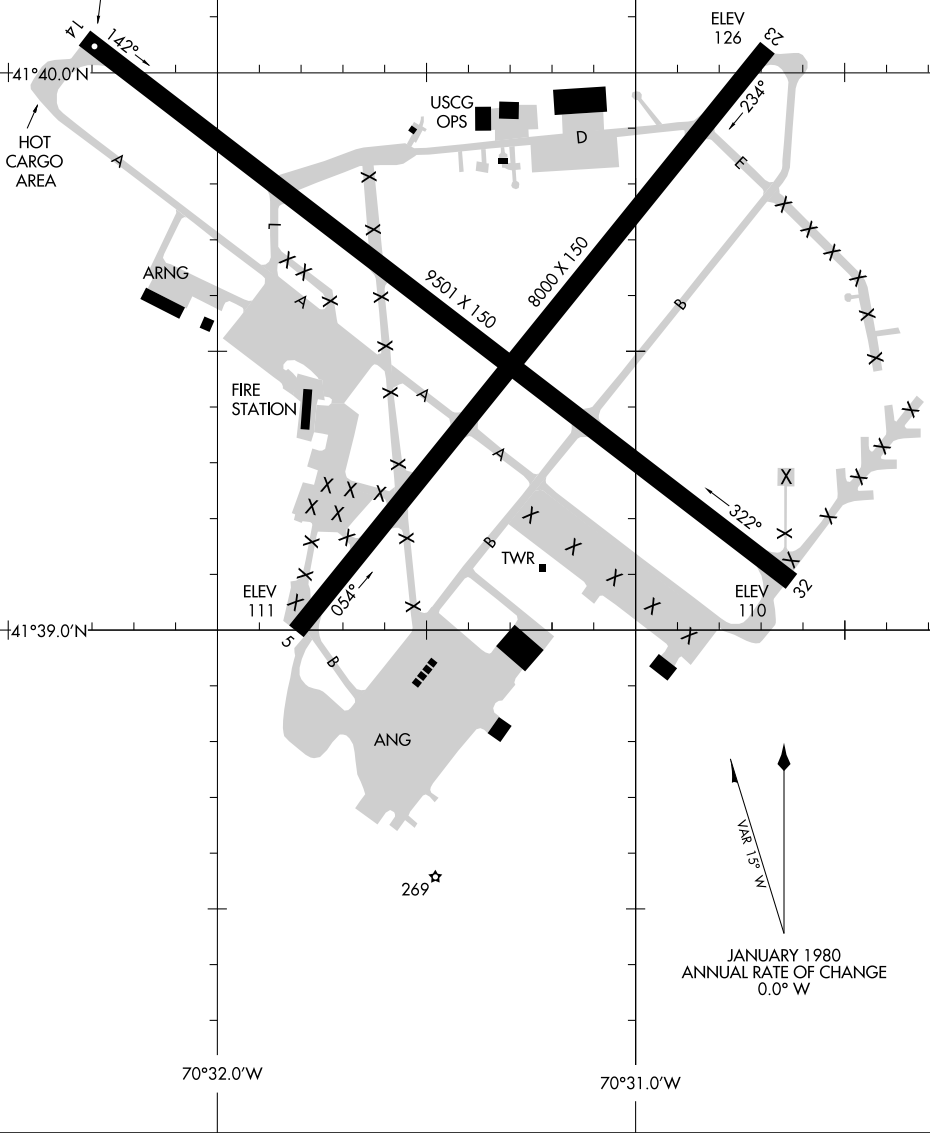 14
142°
ELEV
126
23
41°40.0'N
234°
HOT
CARGO
AREA
A
USCG
OPS
D
E
L
ARNG
A
9501 X 150
8000 X 150
B
FIRE
STATION
A
A
322°
B
TWR
ELEV
111
054°
ELEV
110
32
41°39.0'N
5
B
ANG
VAR 15° W
269
JANUARY 1980
ANNUAL RATE OF CHANGE
0.0° W
70°32.0'W
70°31.0'W